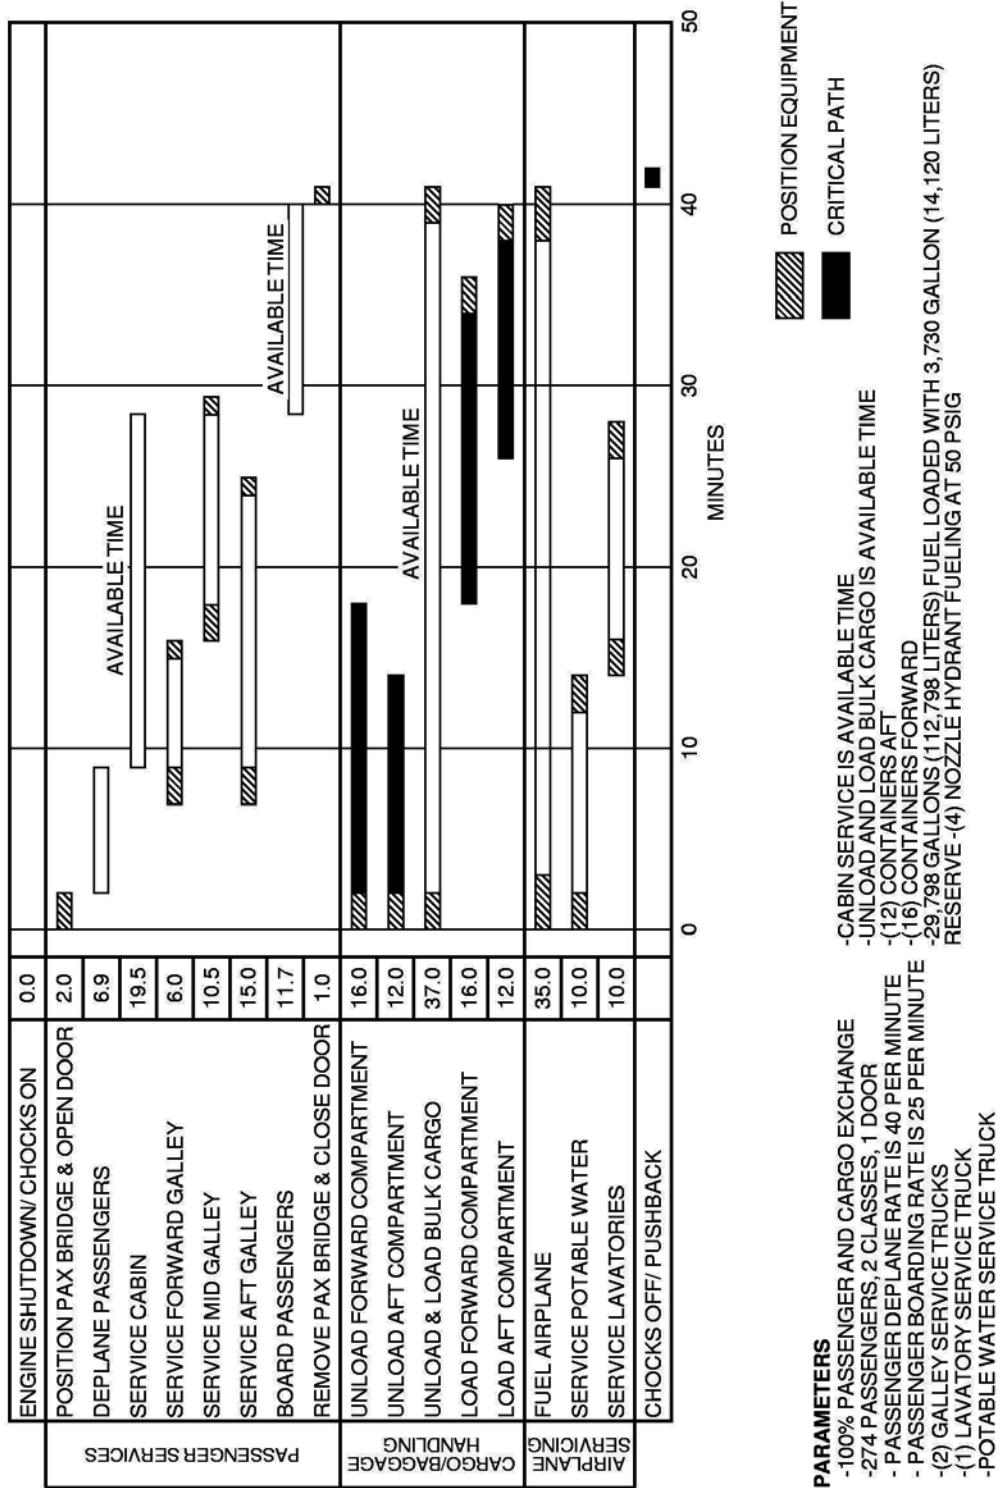 ENGINE SHUTDOWN/ CHOCKS ON 0.0
PASSENGER SERVICES
POSITION PAX BRIDGE & OPEN DOOR 2.0
DEPLANE PASSENGERS 6.9
SERVICE CABIN 19.5
AVAILABLE TIME
SERVICE FORWARD GALLEY 6.0
SERVICE MID GALLEY 10.5
SERVICE AFT GALLEY 15.0
BOARD PASSENGERS 11.7
AVAILABLE TIME
REMOVE PAX BRIDGE & CLOSE DOOR 1.0
CARGO/BAGGAGE
HANDLING
UNLOAD FORWARD COMPARTMENT 16.0
UNLOAD AFT COMPARTMENT 12.0
UNLOAD & LOAD BULK CARGO 37.0
AVAILABLE TIME
LOAD FORWARD COMPARTMENT 16.0
LOAD AFT COMPARTMENT 12.0
AIRPLANE
SERVICING
FUEL AIRPLANE 35.0
SERVICE POTABLE WATER 10.0
SERVICE LAVATORIES 10.0
CHOCKS OFF/ PUSHBACK
0 10 20 30 40 50
MINUTES
POSITION EQUIPMENT
CRITICAL PATH
PARAMETERS
-100% PASSENGER AND CARGO EXCHANGE
-274 PASSENGERS, 2 CLASSES, 1 DOOR
- PASSENGER DEPLANE RATE IS 40 PER MINUTE
- PASSENGER BOARDING RATE IS 25 PER MINUTE
-(2) GALLEY SERVICE TRUCKS
-(1) LAVATORY SERVICE TRUCK
-POTABLE WATER SERVICE TRUCK
-CABIN SERVICE IS AVAILABLE TIME
-UNLOAD AND LOAD BULK CARGO IS AVAILABLE TIME
-(12) CONTAINERS AFT
-(16) CONTAINERS FORWARD
-29,798 GALLONS (112,798 LITERS) FUEL LOADED WITH 3,730 GALLON (14,120 LITERS)
RESERVE -(4) NOZZLE HYDRANT FUELING AT 50 PSIG